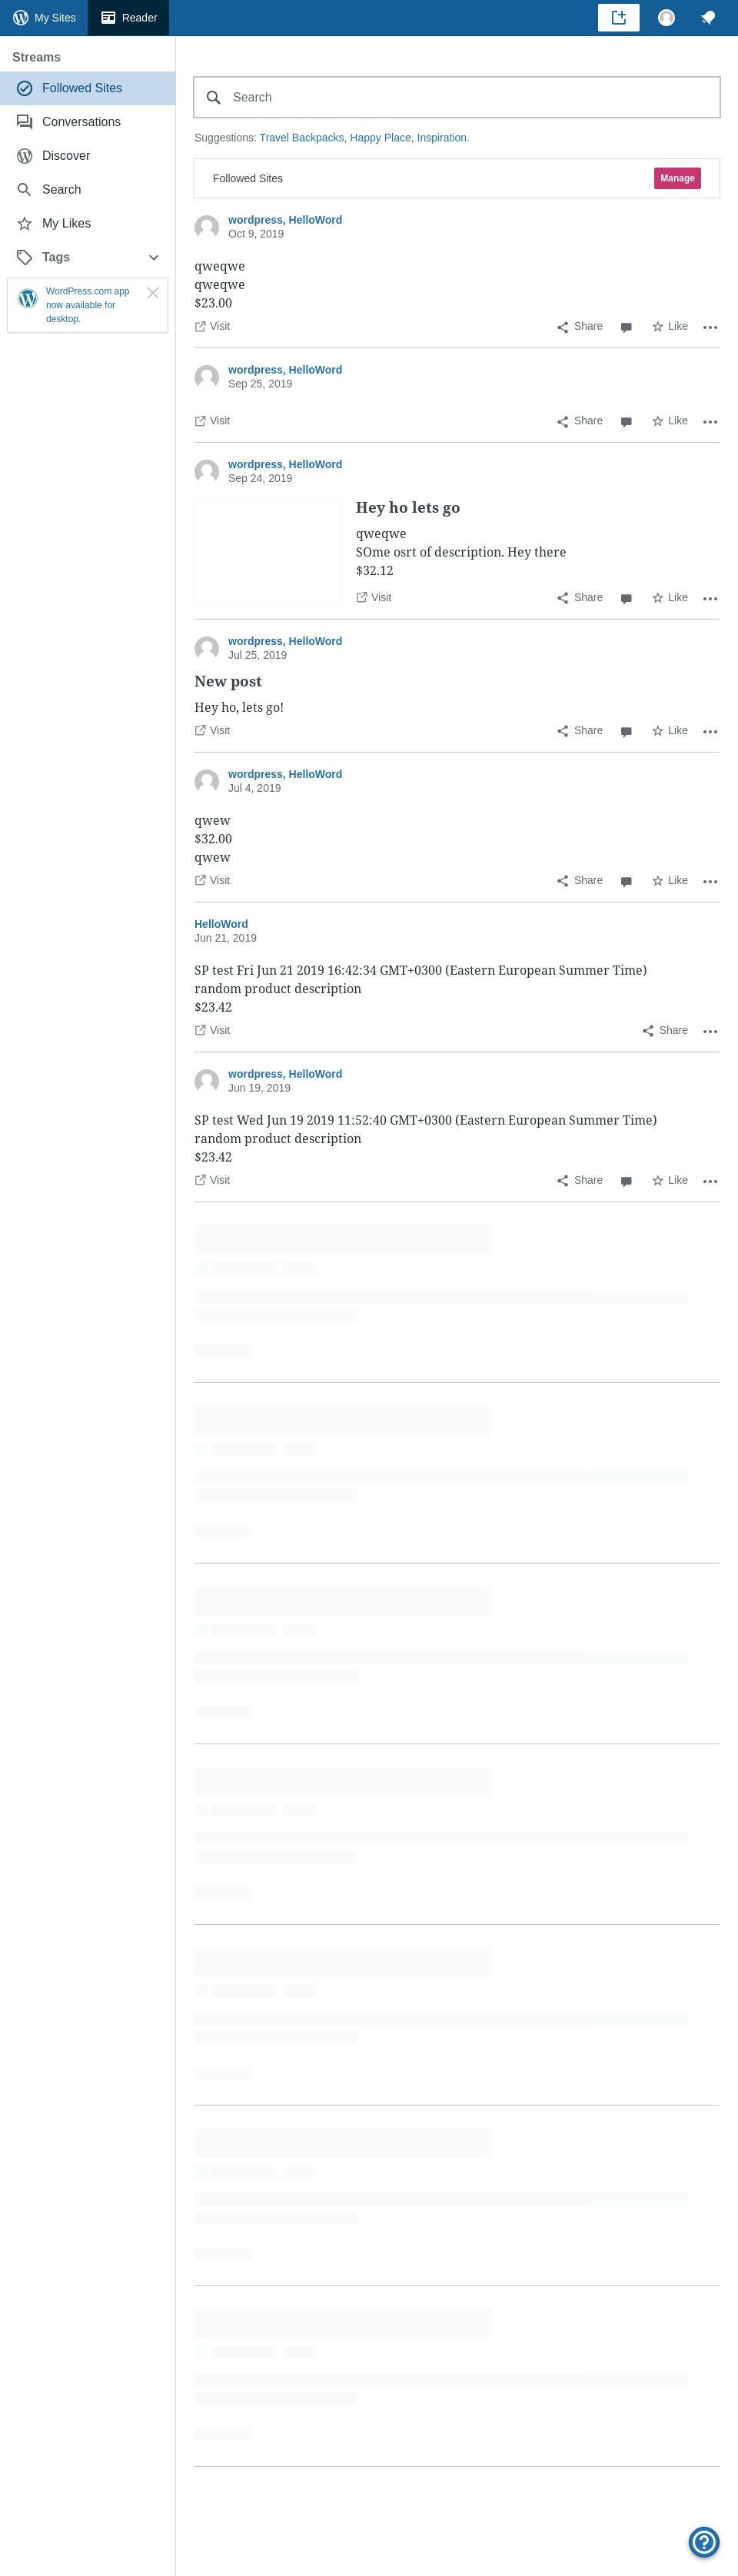 My Sites
Reader
Streams
Followed Sites
Conversations
Discover
Search
My Likes
Tags
WordPress.com app
now available for
desktop.
Search
Suggestions: Travel Backpacks, Happy Place, Inspiration.
Followed Sites
Manage
wordpress, HelloWord
Oct 9, 2019
qweqwe
qweqwe
$23.00
Visit
Share
Like
wordpress, HelloWord
Sep 25, 2019
Visit
Share
Like
wordpress, HelloWord
Sep 24, 2019
Hey ho lets go
qweqwe
SOme osrt of description. Hey there
$32.12
Visit
Share
Like
wordpress, HelloWord
Jul 25, 2019
New post
Hey ho, lets go!
Visit
Share
Like
wordpress, HelloWord
Jul 4, 2019
qwew
$32.00
qwew
Visit
Share
Like
HelloWord
Jun 21, 2019
SP test Fri Jun 21 2019 16:42:34 GMT+0300 (Eastern European Summer Time)
random product description
$23.42
Visit
Share
wordpress, HelloWord
Jun 19, 2019
SP test Wed Jun 19 2019 11:52:40 GMT+0300 (Eastern European Summer Time)
random product description
$23.42
Visit
Share
Like